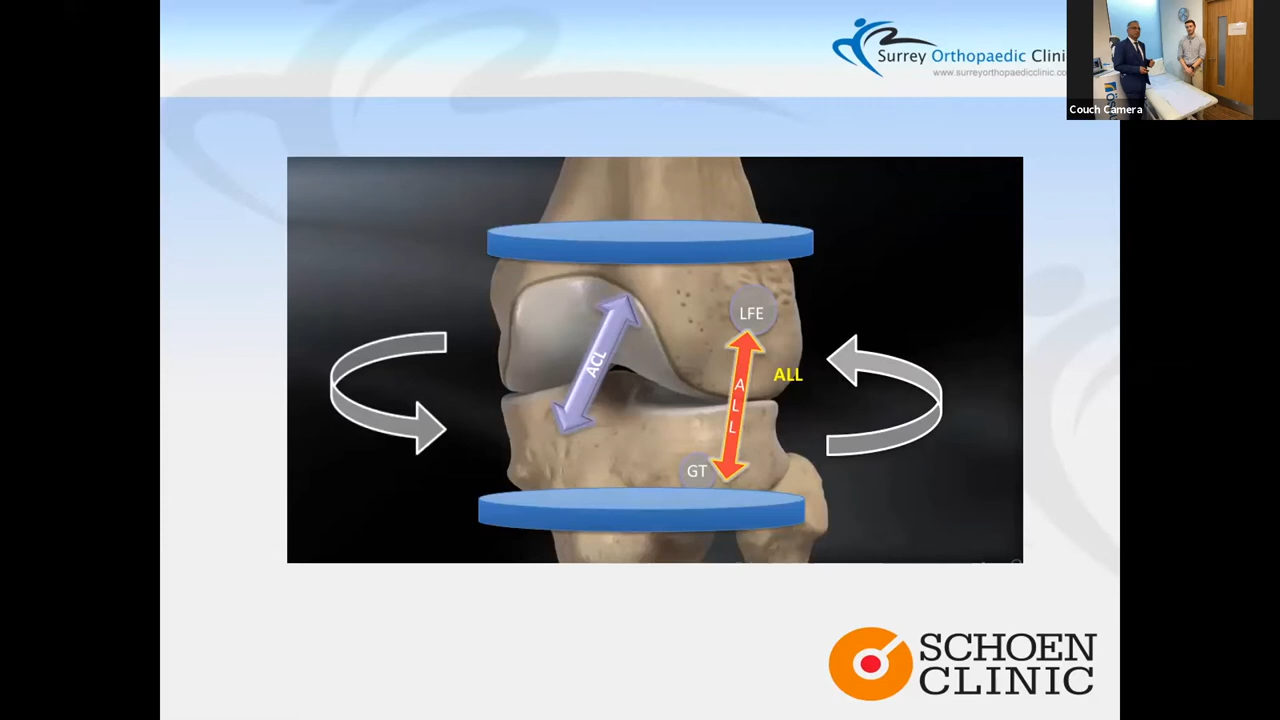 Surrey Orthopaedic Clini
www.surreyorthopaedicclinic.co
Couch Camera
LFE
ACL
ALL
ALL
GT
SCHOEN
CLINIC